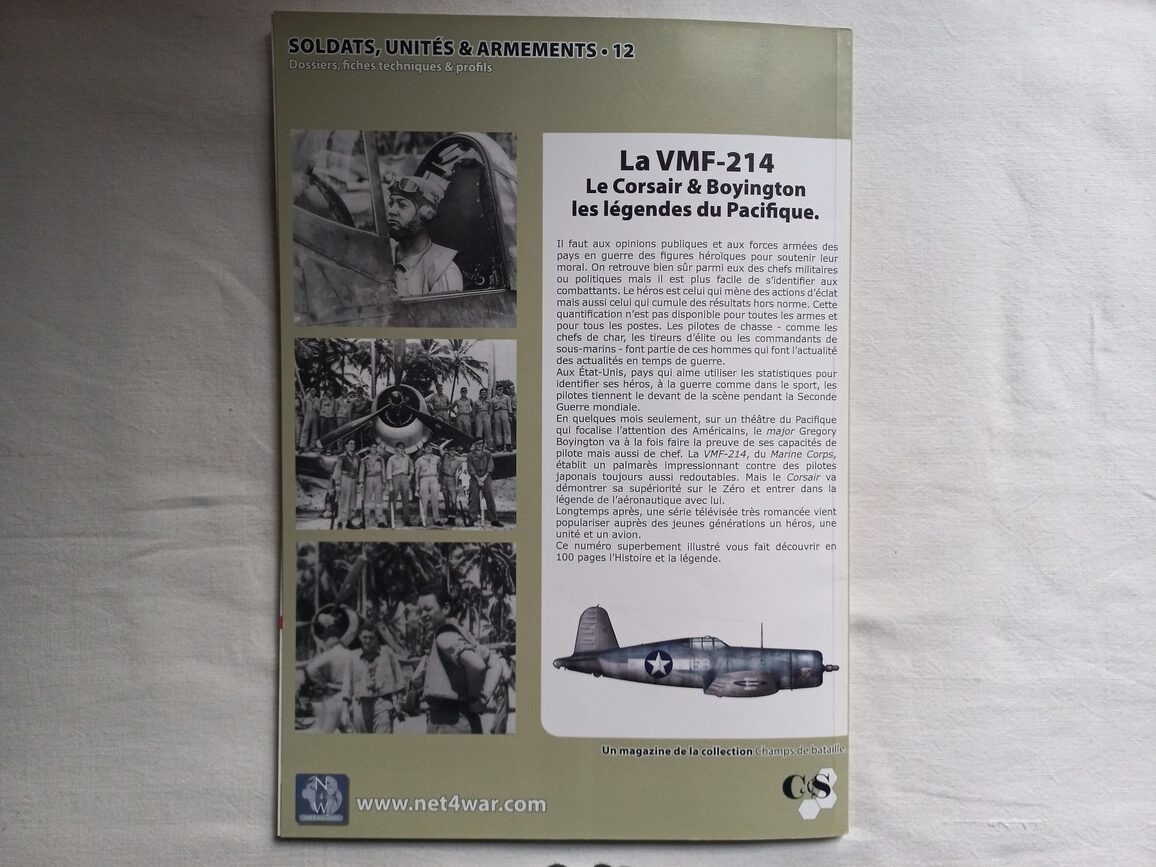 SOLDATS, UNITÉS & ARMEMENTS • 12
Dossiers, fiches techniques & profils
La VMF-214
Le Corsair & Boyington
les légendes du Pacifique.
Il faut aux opinions publiques et aux forces armées des
pays en guerre des figures héroïques pour soutenir leur
moral. On retrouve bien sûr parmi eux des chefs militaires
ou politiques mais il est plus facile de s'identifier aux
combattants. Le héros est celui qui mène des actions d'éclat
mais aussi celui qui cumule des résultats hors norme. Cette
quantification n'est pas disponible pour toutes les armes et
pour tous les postes. Les pilotes de chasse - comme les
chefs de char, les tireurs d'élite ou les commandants de
sous-marins - font partie de ces hommes qui font l'actualité
des actualités en temps de guerre.
Aux État-Unis, pays qui aime utiliser les statistiques pour
identifier ses héros, à la guerre comme dans le sport, les
pilotes tiennent le devant de la scène pendant la Seconde
Guerre mondiale.
En quelques mois seulement, sur un théâtre du Pacifique
qui focalise l'attention des Américains, le major Gregory
Boyington va à la fois faire la preuve de ses capacités de
pilote mais aussi de chef. La VMF-214, du Marine Corps,
établit un palmarès impressionnant contre des pilotes
japonais toujours aussi redoutables. Mais le Corsair va
démontrer sa supériorité sur le Zéro et entrer dans la
légende de l'aéronautique avec lui.
Longtemps après, une série télévisée très romancée vient
populariser auprès des jeunes générations un héros, une
unité et un avion.
Ce numéro superbement illustré vous fait découvrir en
100 pages l'Histoire et la légende.
Un magazine de la collection Champs de bataille
N
W
www.net4war.com
C&S